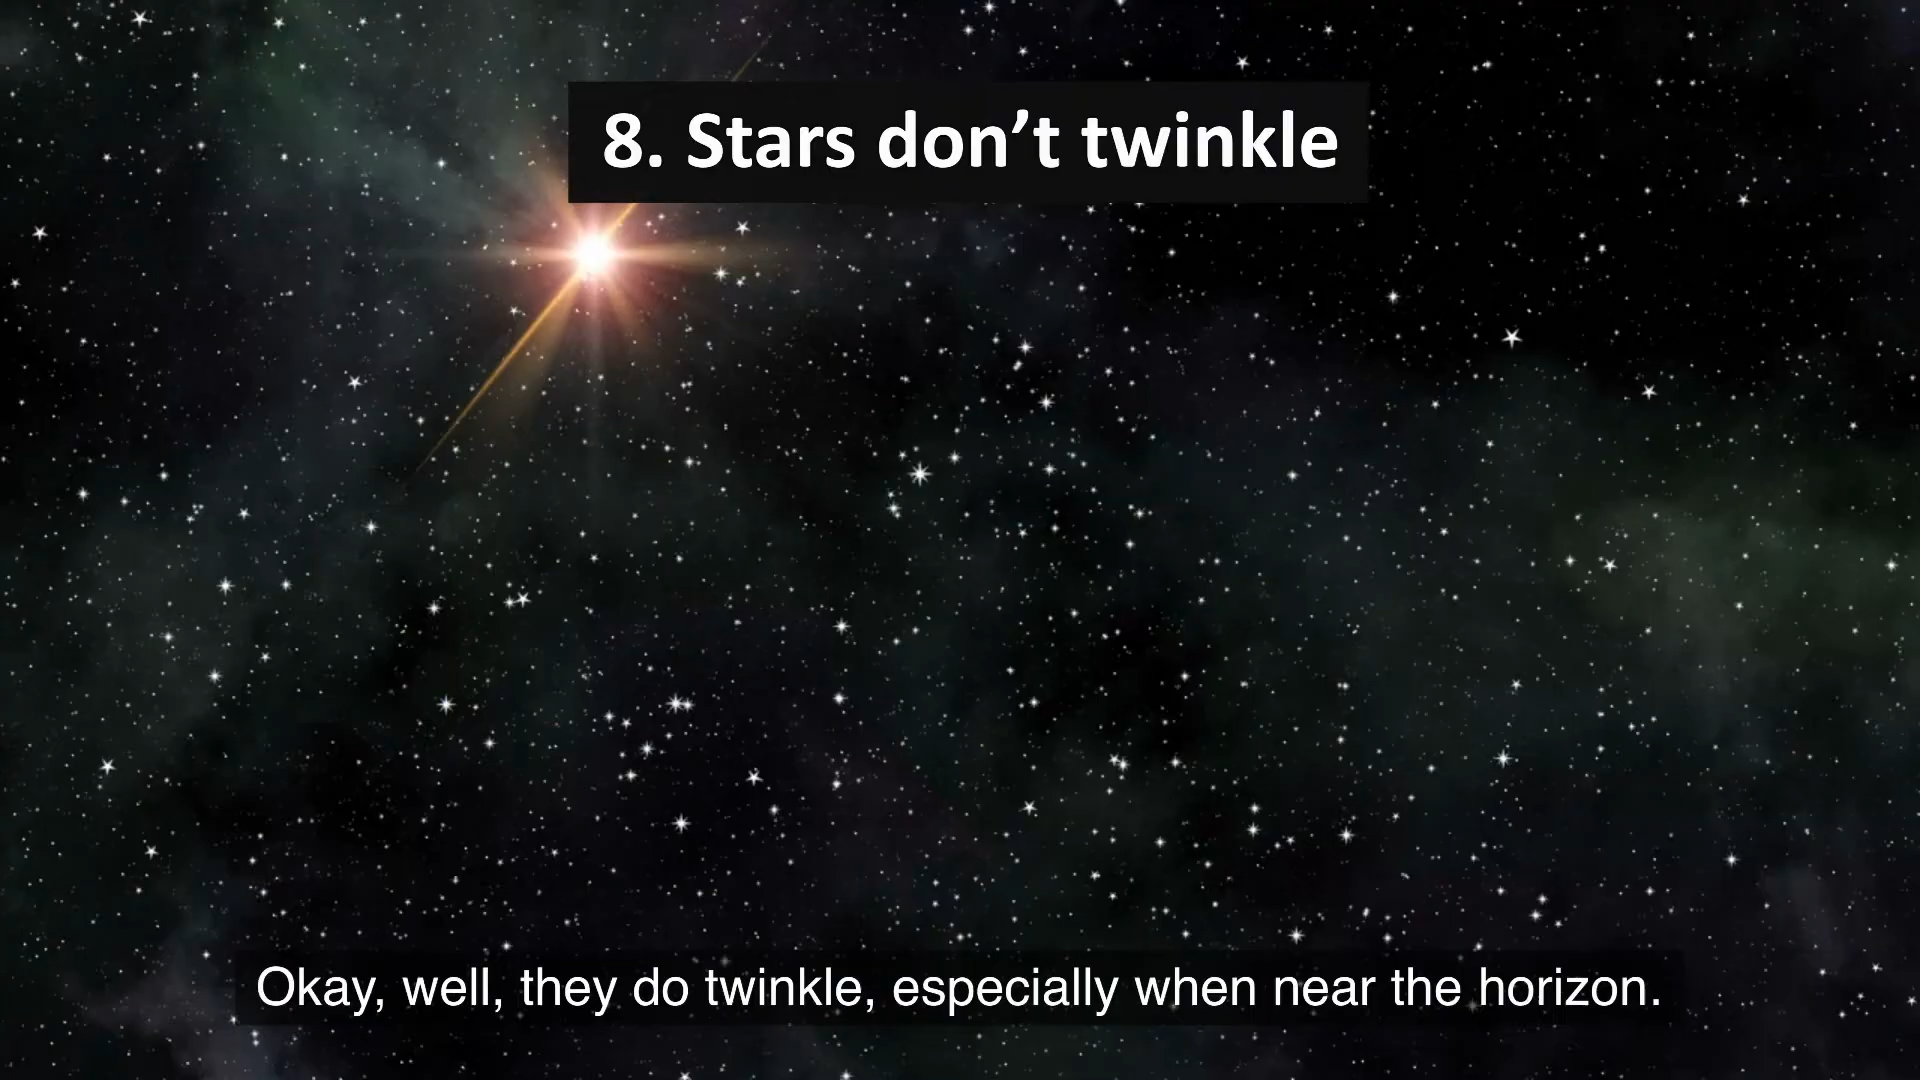 8. Stars don’t twinkle
Okay, well, they do twinkle, especially when near the horizon.